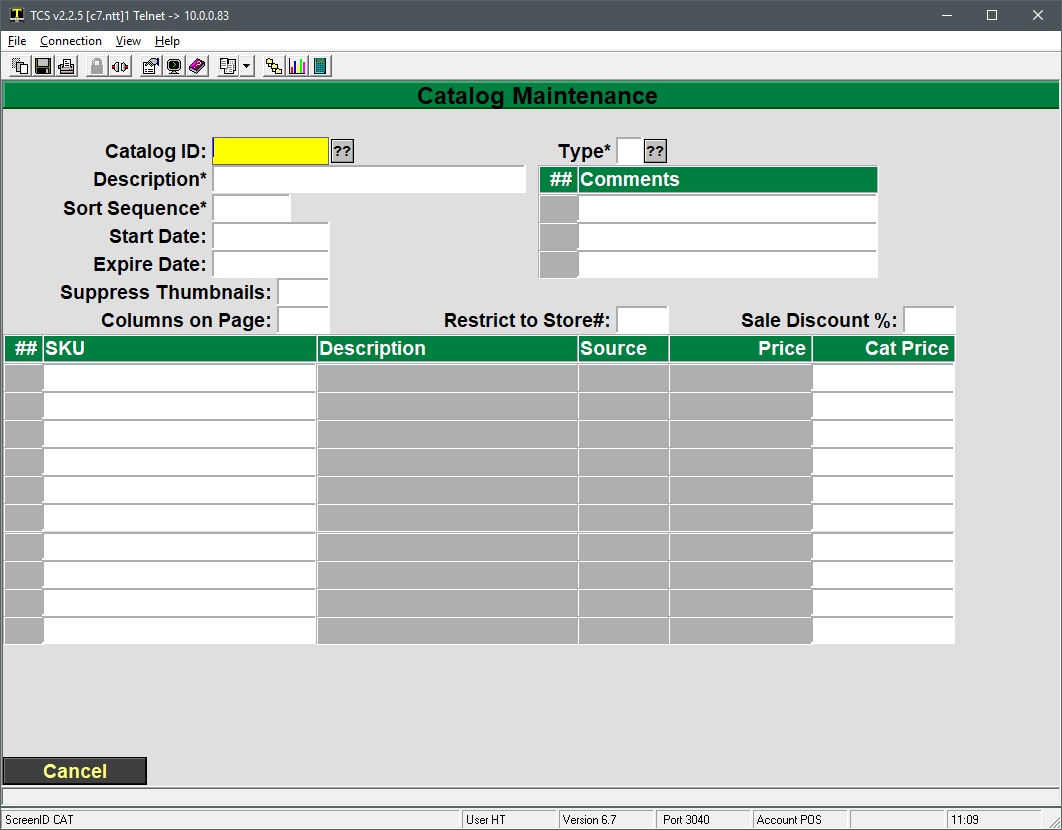 TCS v2.2.5 [c7.ntt]1 Telnet -> 10.0.0.83
File Connection View Help
Catalog Maintenance
Catalog ID: ?? Type* ??
Description* ## Comments
Sort Sequence*
Start Date:
Expire Date:
Suppress Thumbnails:
Columns on Page: Restrict to Store#: Sale Discount %:
## SKU Description Source Price Cat Price
Cancel
ScreenID CAT User HT Version 6.7 Port 3040 Account POS 11:09